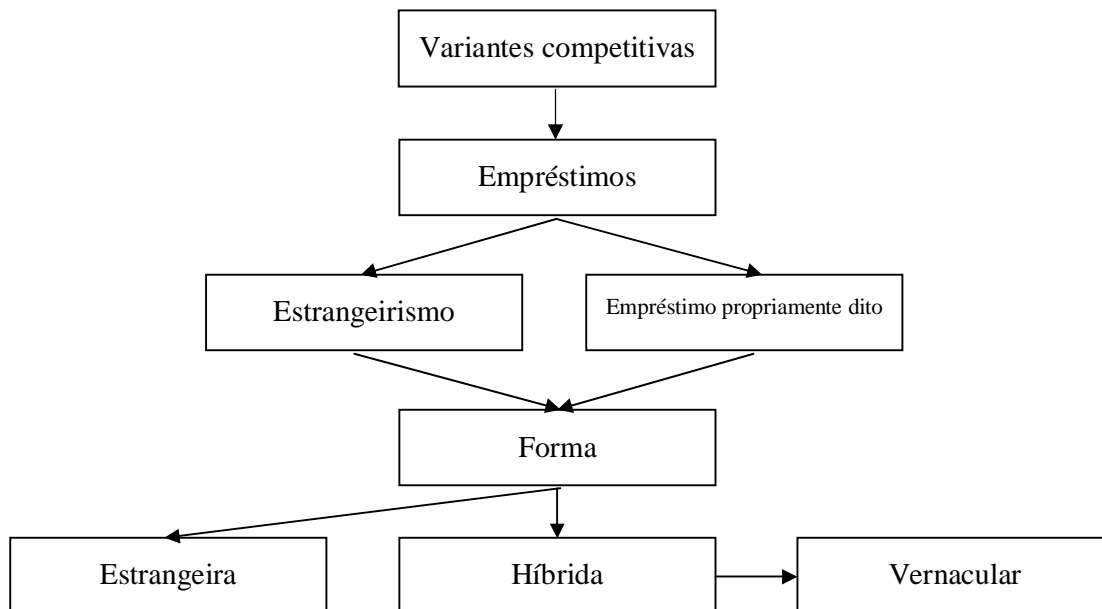 Variantes competitivas
Empréstimos
Estrangeirismo
Empréstimo propriamente dito
Forma
Estrangeira
Híbrida
Vernacular